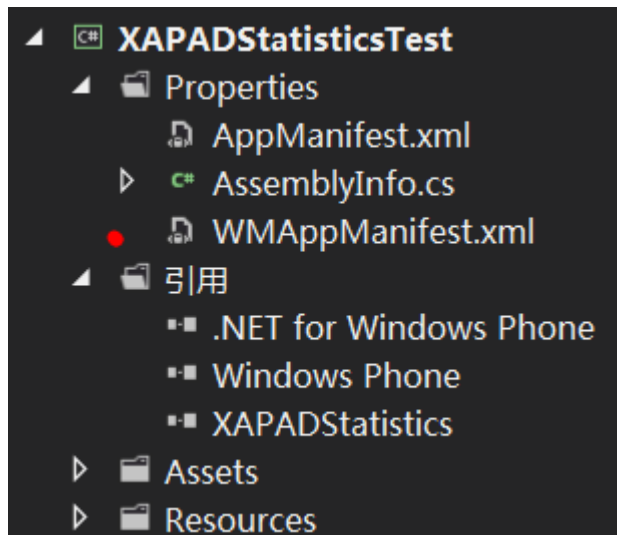 C# XAPADStatisticsTest
Properties
AppManifest.xml
C# AssemblyInfo.cs
WMAppManifest.xml
引用
.NET for Windows Phone
Windows Phone
XAPADStatistics
Assets
Resources